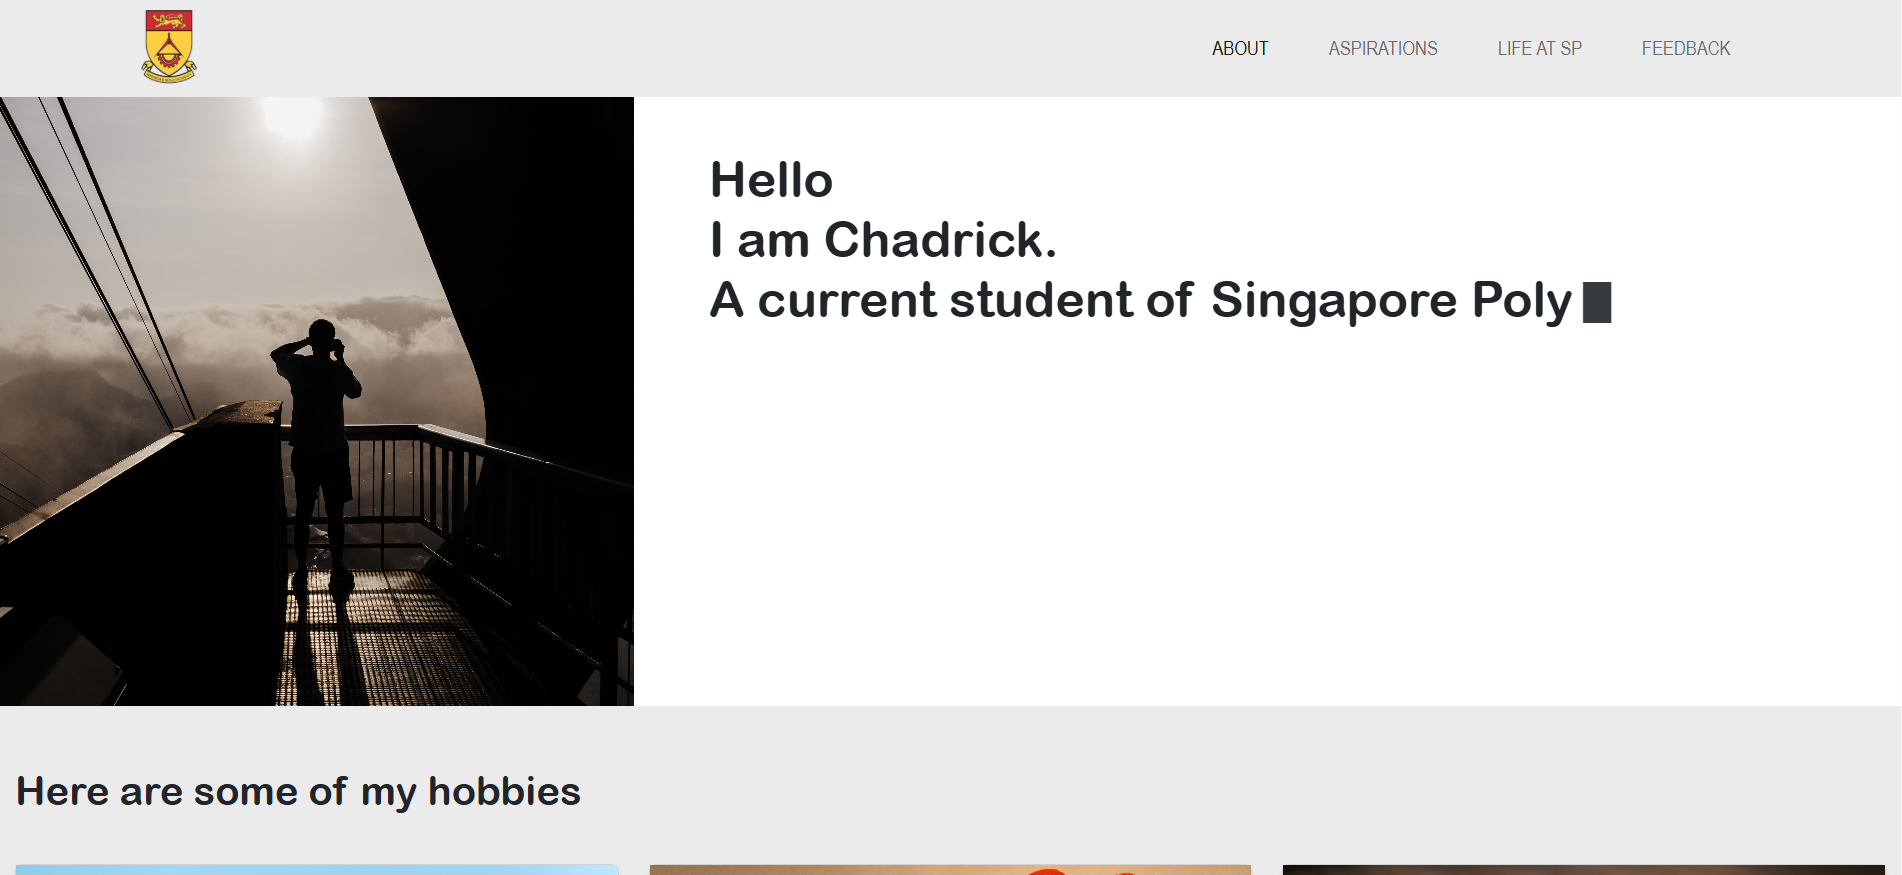 ABOUT ASPIRATIONS LIFE AT SP FEEDBACK
Hello
I am Chadrick.
A current student of Singapore Poly
Here are some of my hobbies